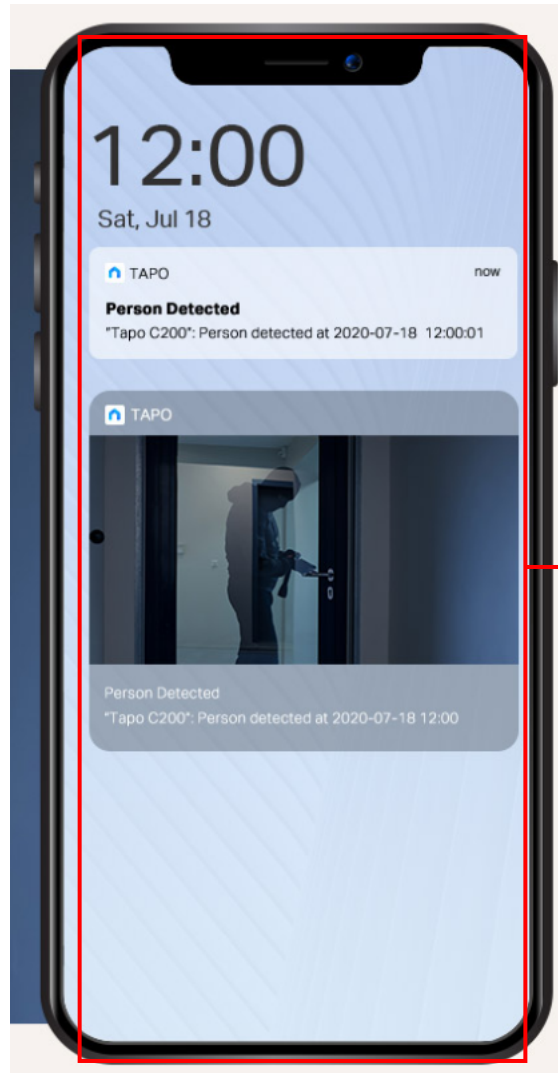 12:00
Sat, Jul 18
TAPO now
Person Detected
"Tapo C200": Person detected at 2020-07-18 12:00:01
TAPO
Person Detected
"Tapo C200": Person detected at 2020-07-18 12:00